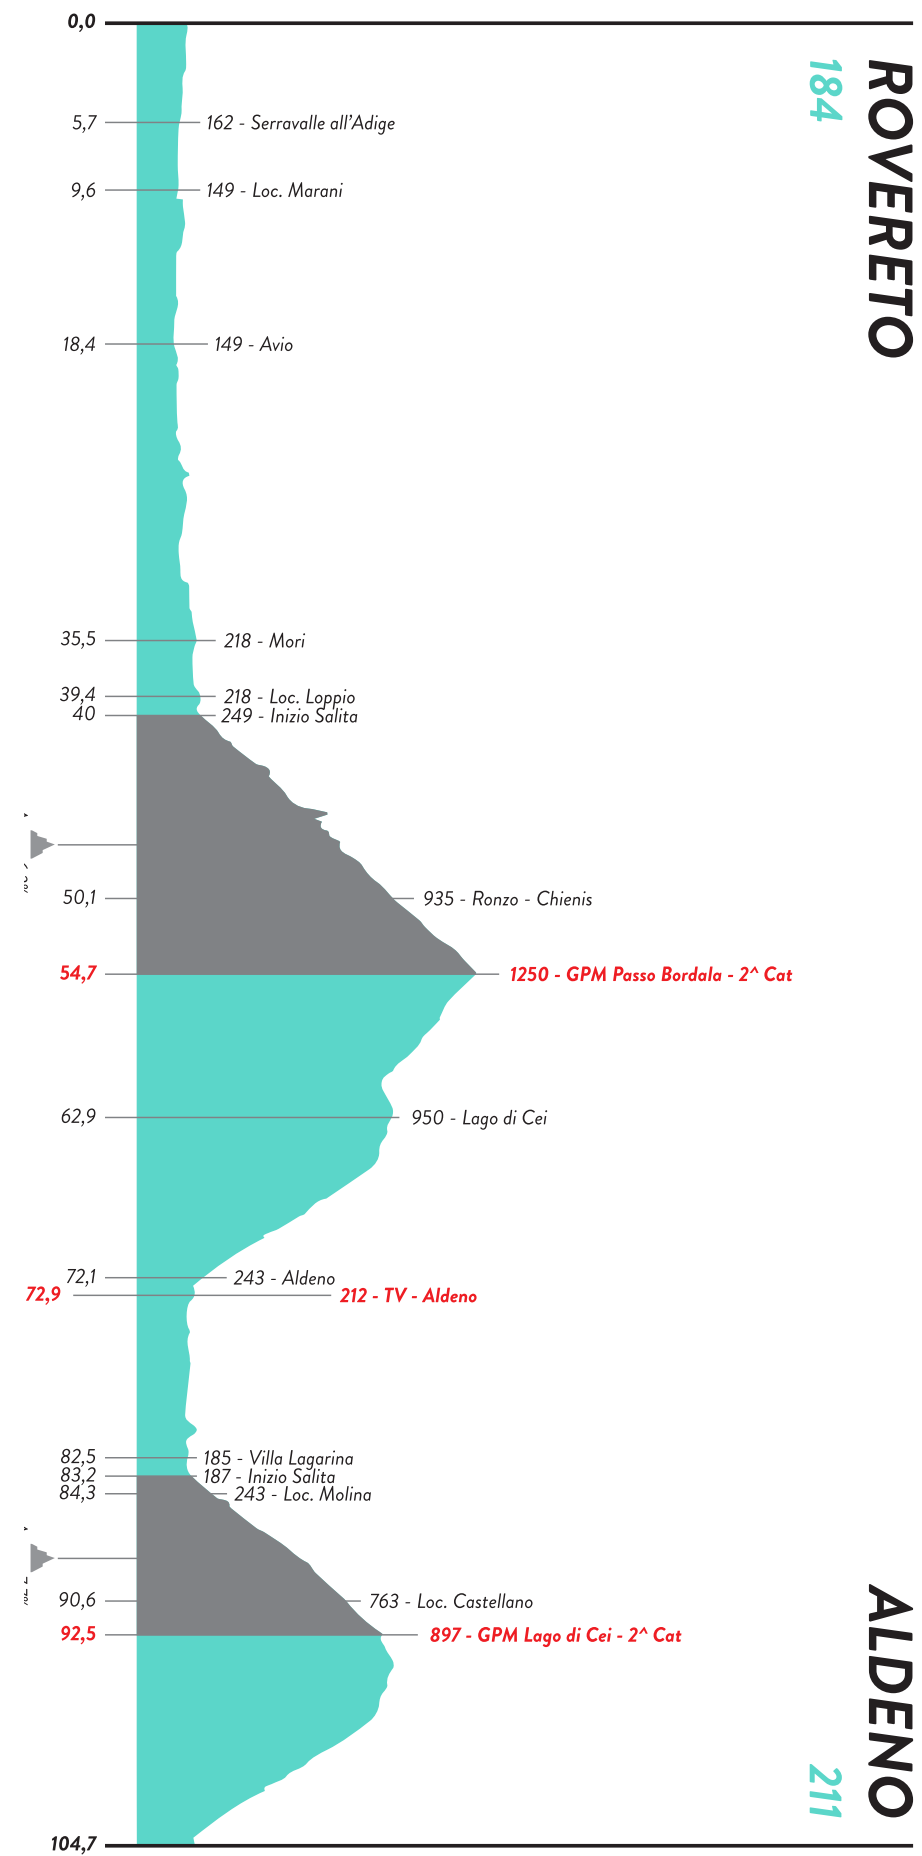 0,0
ROVERETO
184
5,7 162 - Serravalle all'Adige
9,6 149 - Loc. Marani
18,4 149 - Avio
35,5 218 - Mori
39,4 218 - Loc. Loppio
40 249 - Inizio Salita
50,1 935 - Ronzo - Chienis
54,7 1250 - GPM Passo Bordala - 2^ Cat
62,9 950 - Lago di Cei
72,1 243 - Aldeno
72,9 212 - TV - Aldeno
82,5 185 - Villa Lagarina
83,2 187 - Inizio Salita
84,3 243 - Loc. Molina
90,6 763 - Loc. Castellano
92,5 897 - GPM Lago di Cei - 2^ Cat
ALDENO
211
104,7